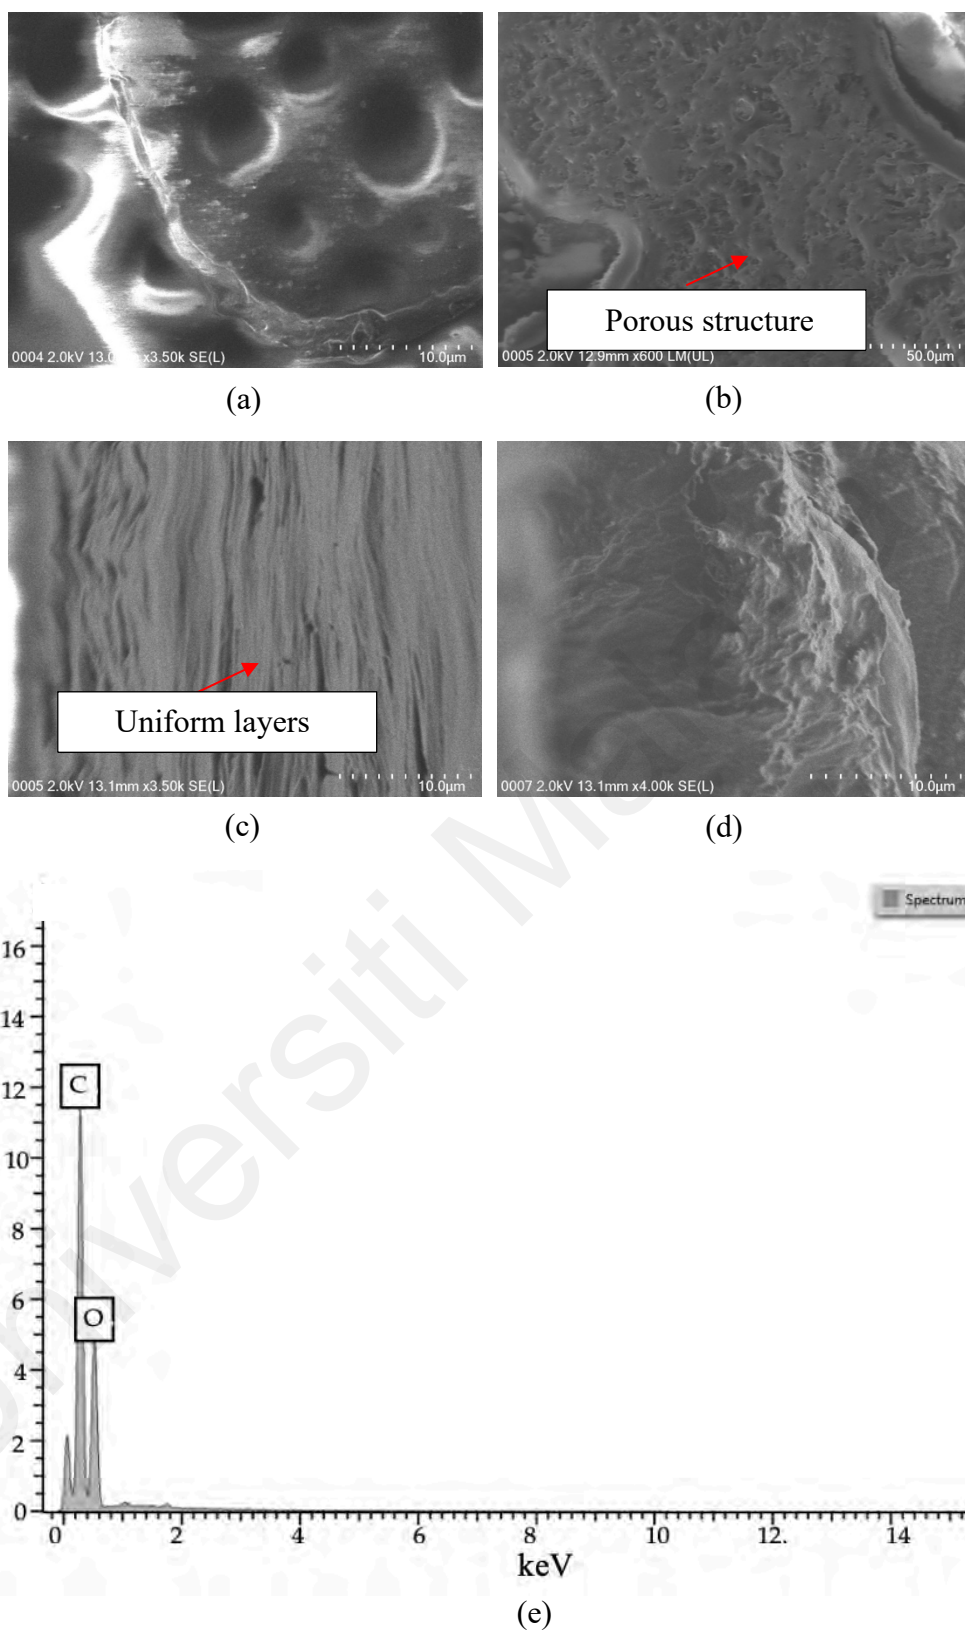 0004 2.0kV 13.0 x3.50k SE(L) 10.0µm
Porous structure
0005 2.0kV 12.9mm x600 LM(UL) 50.0µm
(a)
(b)
Uniform layers
0005 2.0kV 13.1mm x3.50k SE(L) 10.0µm
0007 2.0kV 13.1mm x4.00k SE(L) 10.0µm
(c)
(d)
Spectrum
16
14
12
10
8
6
4
2
0
C
O
0 2 4 6 8 10 12. 14
keV
(e)